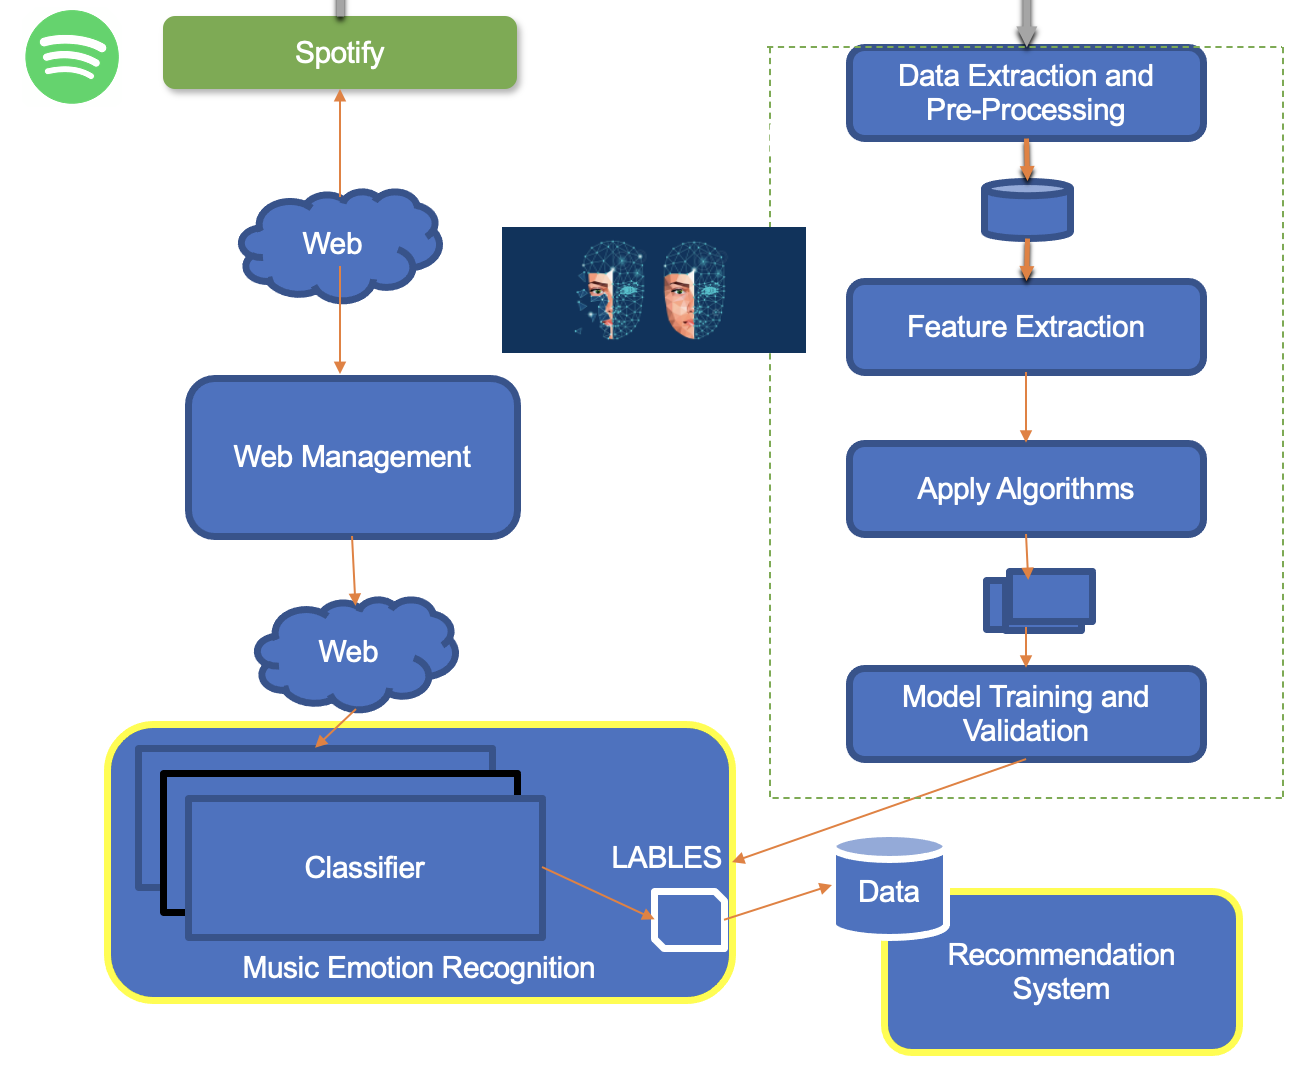 Spotify
Data Extraction and
Pre-Processing
Web
Feature Extraction
Web Management
Apply Algorithms
Web
Model Training and
Validation
LABLES
Classifier
Data
Music Emotion Recognition
Recommendation
System